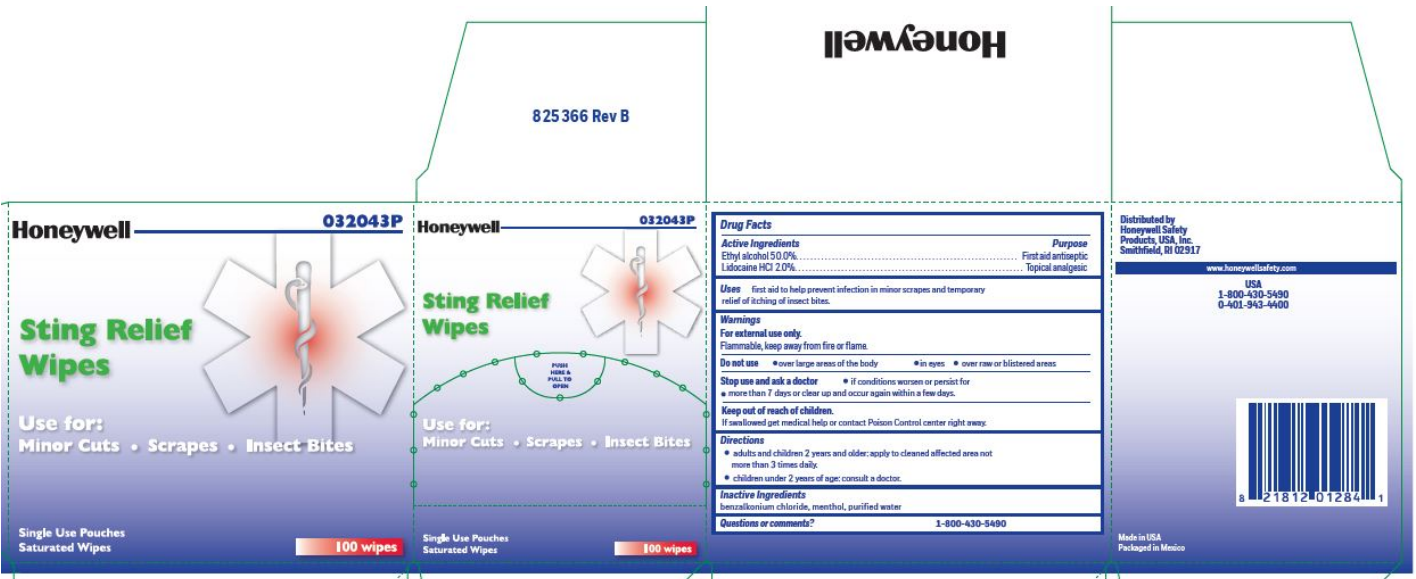 825366 Rev B
Honeywell
Honeywell
032043P
Sting Relief
Wipes
Use for:
Minor Cuts • Scrapes • Insect Bites
Single Use Pouches
Saturated Wipes
100 wipes
Honeywell
032043P
Sting Relief
Wipes
PUSH
HERE &
PULL TO
OPEN
Use for:
Minor Cuts • Scrapes • Insect Bites
Single Use Pouches
Saturated Wipes
100 wipes
Drug Facts
Active Ingredients Purpose
Ethyl alcohol 50.0%.......... First aid antiseptic
Lidocaine HCl 2.0%.......... Topical analgesic
Uses first aid to help prevent infection in minor scrapes and temporary
relief of itching of insect bites.
Warnings
For external use only.
Flammable, keep away from fire or flame.
Do not use • over large areas of the body • in eyes • over raw or blistered areas
Stop use and ask a doctor • if conditions worsen or persist for
• more than 7 days or clear up and occur again within a few days.
Keep out of reach of children.
If swallowed get medical help or contact Poison Control center right away.
Directions
• adults and children 2 years and older: apply to cleaned affected area not
more than 3 times daily.
• children under 2 years of age: consult a doctor.
Inactive Ingredients
benzalkonium chloride, menthol, purified water
Questions or comments? 1-800-430-5490
Distributed by
Honeywell Safety
Products, USA, Inc.
Smithfield, RI 02917
www.honeywellsafety.com
USA
1-800-430-5490
0-401-943-4400
8 21812 01284 1
Made in USA
Packaged in Mexico